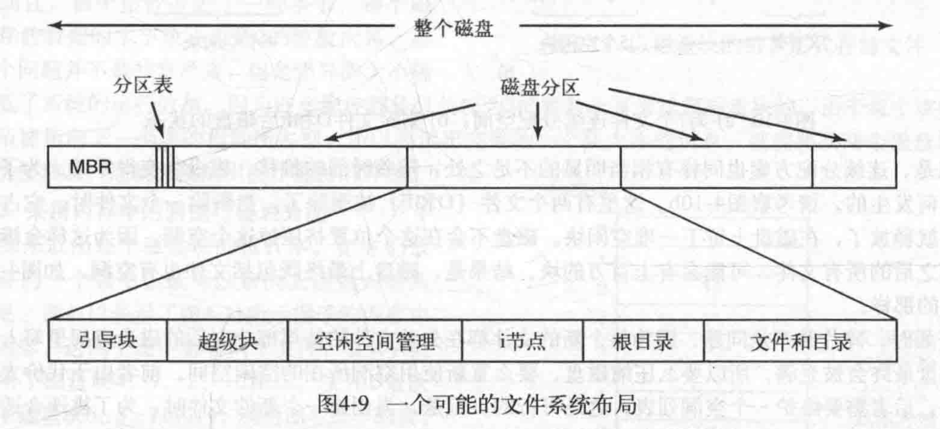 整个磁盘
分区表
磁盘分区
MBR
引导块 超级块 空闲空间管理 i节点 根目录 文件和目录
图4-9 一个可能的文件系统布局